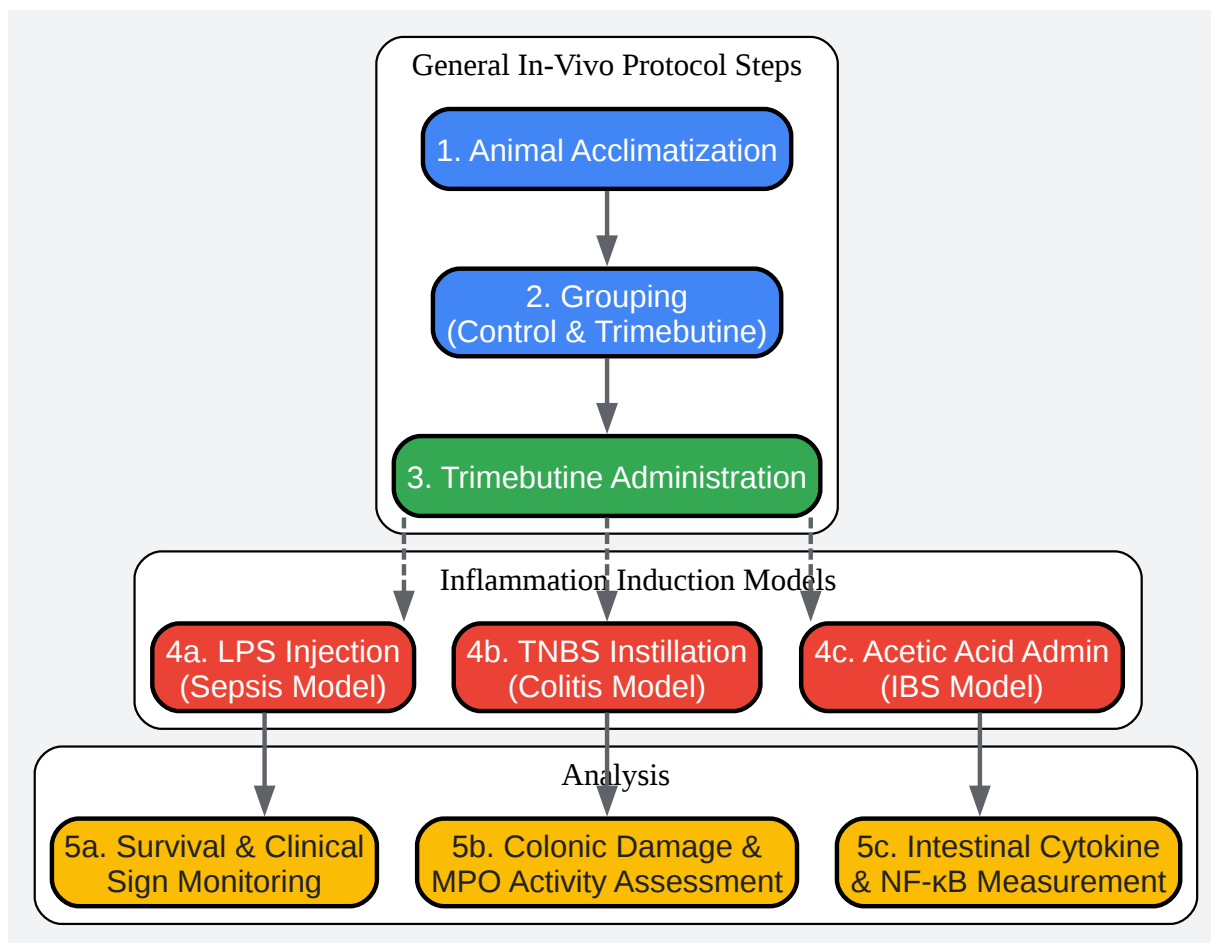 General In-Vivo Protocol Steps
1. Animal Acclimatization
2. Grouping
(Control & Trimebutine)
3. Trimebutine Administration
Inflammation Induction Models
4a. LPS Injection
(Sepsis Model)
4b. TNBS Instillation
(Colitis Model)
4c. Acetic Acid Admin
(IBS Model)
Analysis
5a. Survival & Clinical
Sign Monitoring
5b. Colonic Damage &
MPO Activity Assessment
5c. Intestinal Cytokine
& NF-κB Measurement